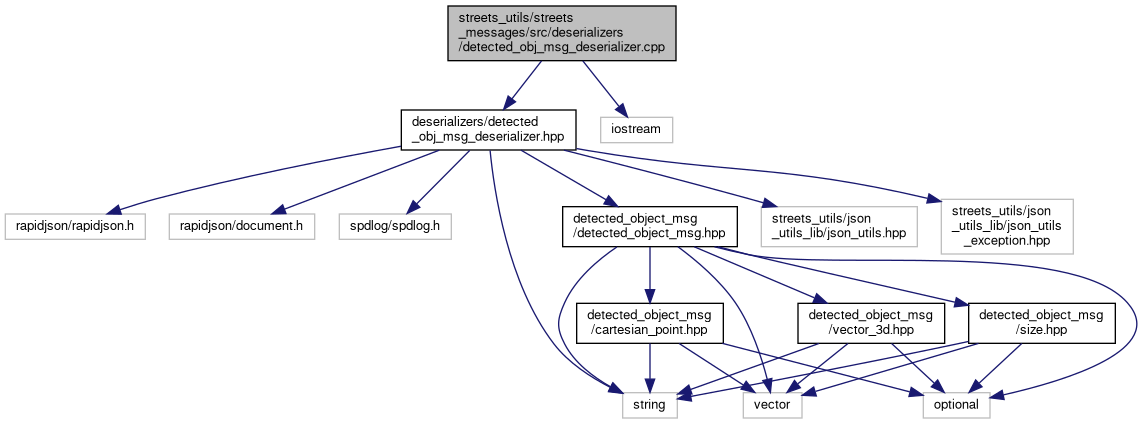 streets_utils/streets
_messages/src/deserializers
/detected_obj_msg_deserializer.cpp
deserializers/detected
_obj_msg_deserializer.hpp
iostream
rapidjson/rapidjson.h
rapidjson/document.h
spdlog/spdlog.h
detected_object_msg
/detected_object_msg.hpp
streets_utils/json
_utils_lib/json_utils.hpp
streets_utils/json
_utils_lib/json_utils
_exception.hpp
detected_object_msg
/cartesian_point.hpp
detected_object_msg
/vector_3d.hpp
detected_object_msg
/size.hpp
string
vector
optional